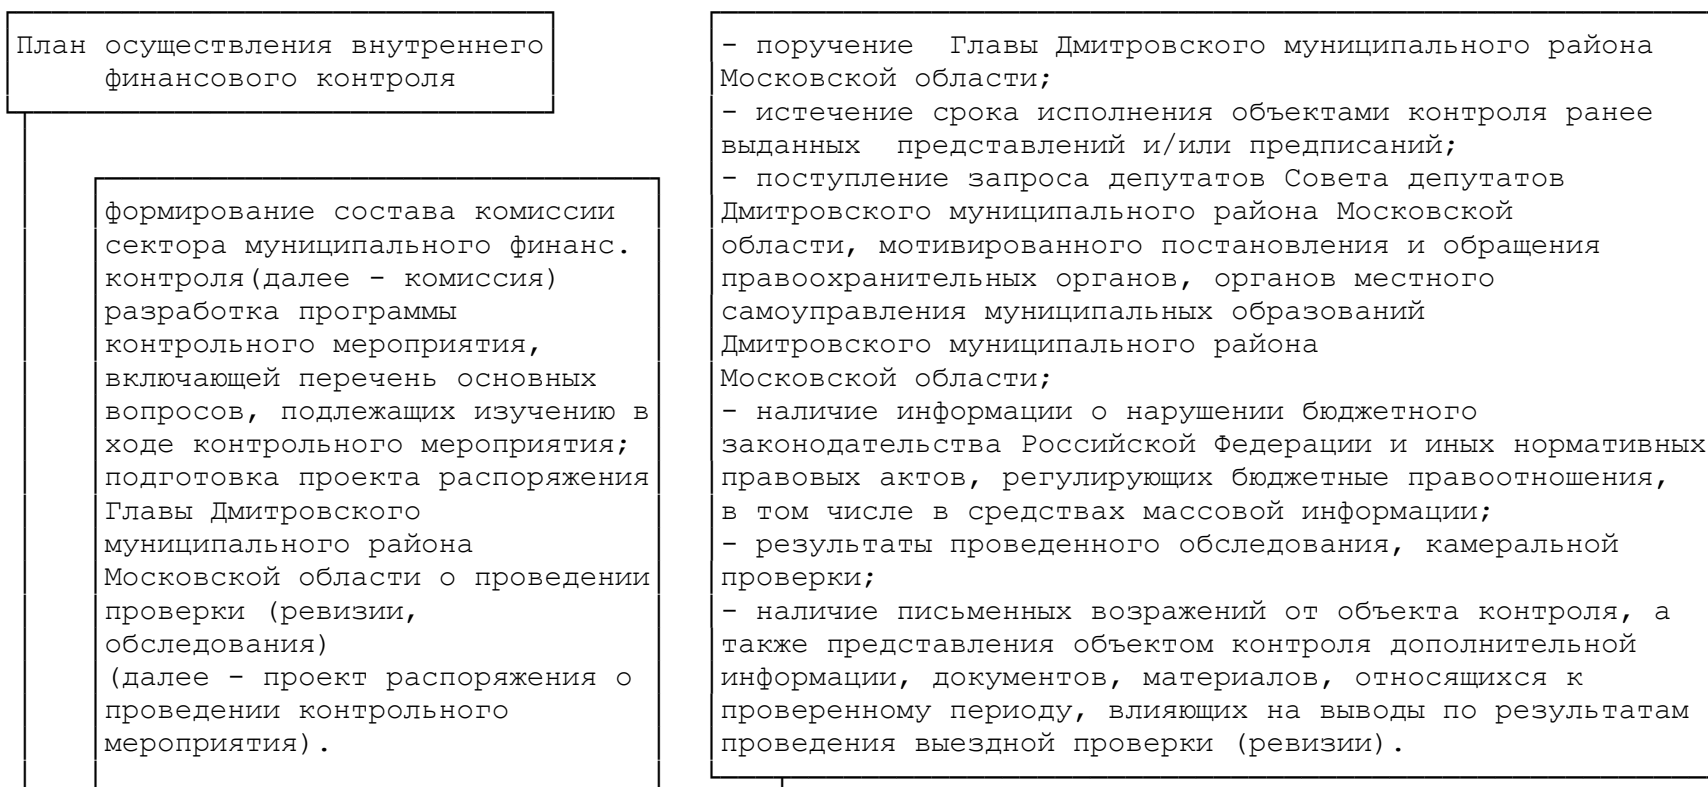 План осуществления внутреннего
финансового контроля
формирование состава комиссии
сектора муниципального финанс.
контроля(далее - комиссия)
разработка программы
контрольного мероприятия,
включающей перечень основных
вопросов, подлежащих изучению в
ходе контрольного мероприятия;
подготовка проекта распоряжения
Главы Дмитровского
муниципального района
Московской области о проведении
проверки (ревизии,
обследования)
(далее - проект распоряжения о
проведении контрольного
мероприятия).
- поручение Главы Дмитровского муниципального района
Московской области;
- истечение срока исполнения объектами контроля ранее
выданных представлений и/или предписаний;
- поступление запроса депутатов Совета депутатов
Дмитровского муниципального района Московской
области, мотивированного постановления и обращения
правоохранительных органов, органов местного
самоуправления муниципальных образований
Дмитровского муниципального района
Московской области;
- наличие информации о нарушении бюджетного
законодательства Российской Федерации и иных нормативных
правовых актов, регулирующих бюджетные правоотношения,
в том числе в средствах массовой информации;
- результаты проведенного обследования, камеральной
проверки;
- наличие письменных возражений от объекта контроля, а
также представления объектом контроля дополнительной
информации, документов, материалов, относящихся к
проверенному периоду, влияющих на выводы по результатам
проведения выездной проверки (ревизии).